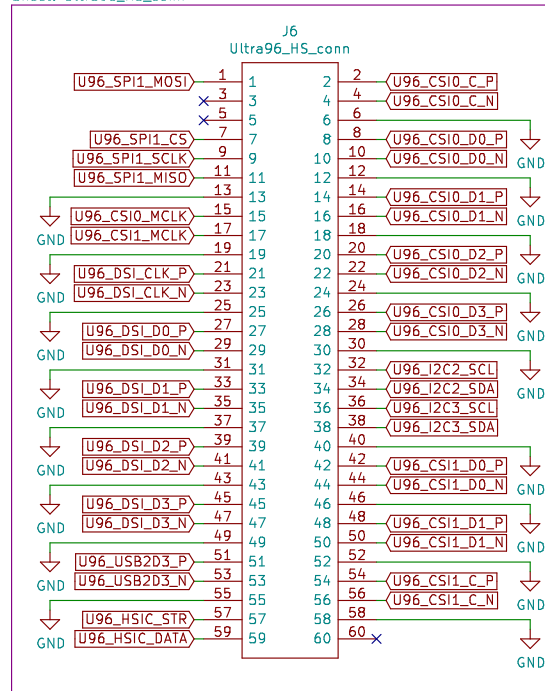 J6
Ultra96_HS_conn
U96_SPI1_MOSI 1 1 2 2 U96_CSI0_C_P
3 3 4 4 U96_CSI0_C_N
5 5 6 6 GND
U96_SPI1_CS 7 7 8 8 U96_CSI0_D0_P
U96_SPI1_SCLK 9 9 10 10 U96_CSI0_D0_N
U96_SPI1_MISO 11 11 12 12 GND
GND 13 13 14 14 U96_CSI0_D1_P
U96_CSI0_MCLK 15 15 16 16 U96_CSI0_D1_N
U96_CSI1_MCLK 17 17 18 18 GND
GND 19 19 20 20 U96_CSI0_D2_P
U96_DSI_CLK_P 21 21 22 22 U96_CSI0_D2_N
U96_DSI_CLK_N 23 23 24 24 GND
GND 25 25 26 26 U96_CSI0_D3_P
U96_DSI_D0_P 27 27 28 28 U96_CSI0_D3_N
U96_DSI_D0_N 29 29 30 30 GND
GND 31 31 32 32 U96_I2C2_SCL
U96_DSI_D1_P 33 33 34 34 U96_I2C2_SDA
U96_DSI_D1_N 35 35 36 36 U96_I2C3_SCL
GND 37 37 38 38 U96_I2C3_SDA
U96_DSI_D2_P 39 39 40 40 GND
U96_DSI_D2_N 41 41 42 42 U96_CSI1_D0_P
GND 43 43 44 44 U96_CSI1_D0_N
U96_DSI_D3_P 45 45 46 46 GND
U96_DSI_D3_N 47 47 48 48 U96_CSI1_D1_P
GND 49 49 50 50 U96_CSI1_D1_N
U96_USB2D3_P 51 51 52 52 GND
U96_USB2D3_N 53 53 54 54 U96_CSI1_C_P
GND 55 55 56 56 U96_CSI1_C_N
U96_HSIC_STR 57 57 58 58 GND
U96_HSIC_DATA 59 59 60 60